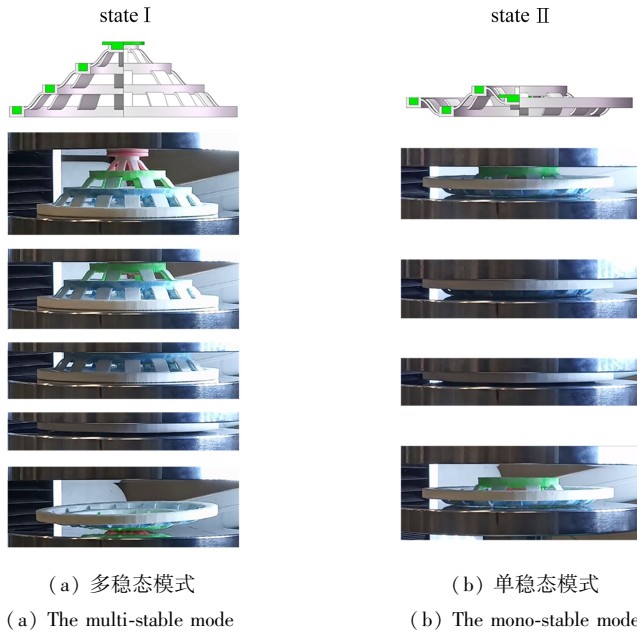 state Ⅰ
state Ⅱ
(a) 多稳态模式
(b) 单稳态模式
(a) The multi-stable mode
(b) The mono-stable mode